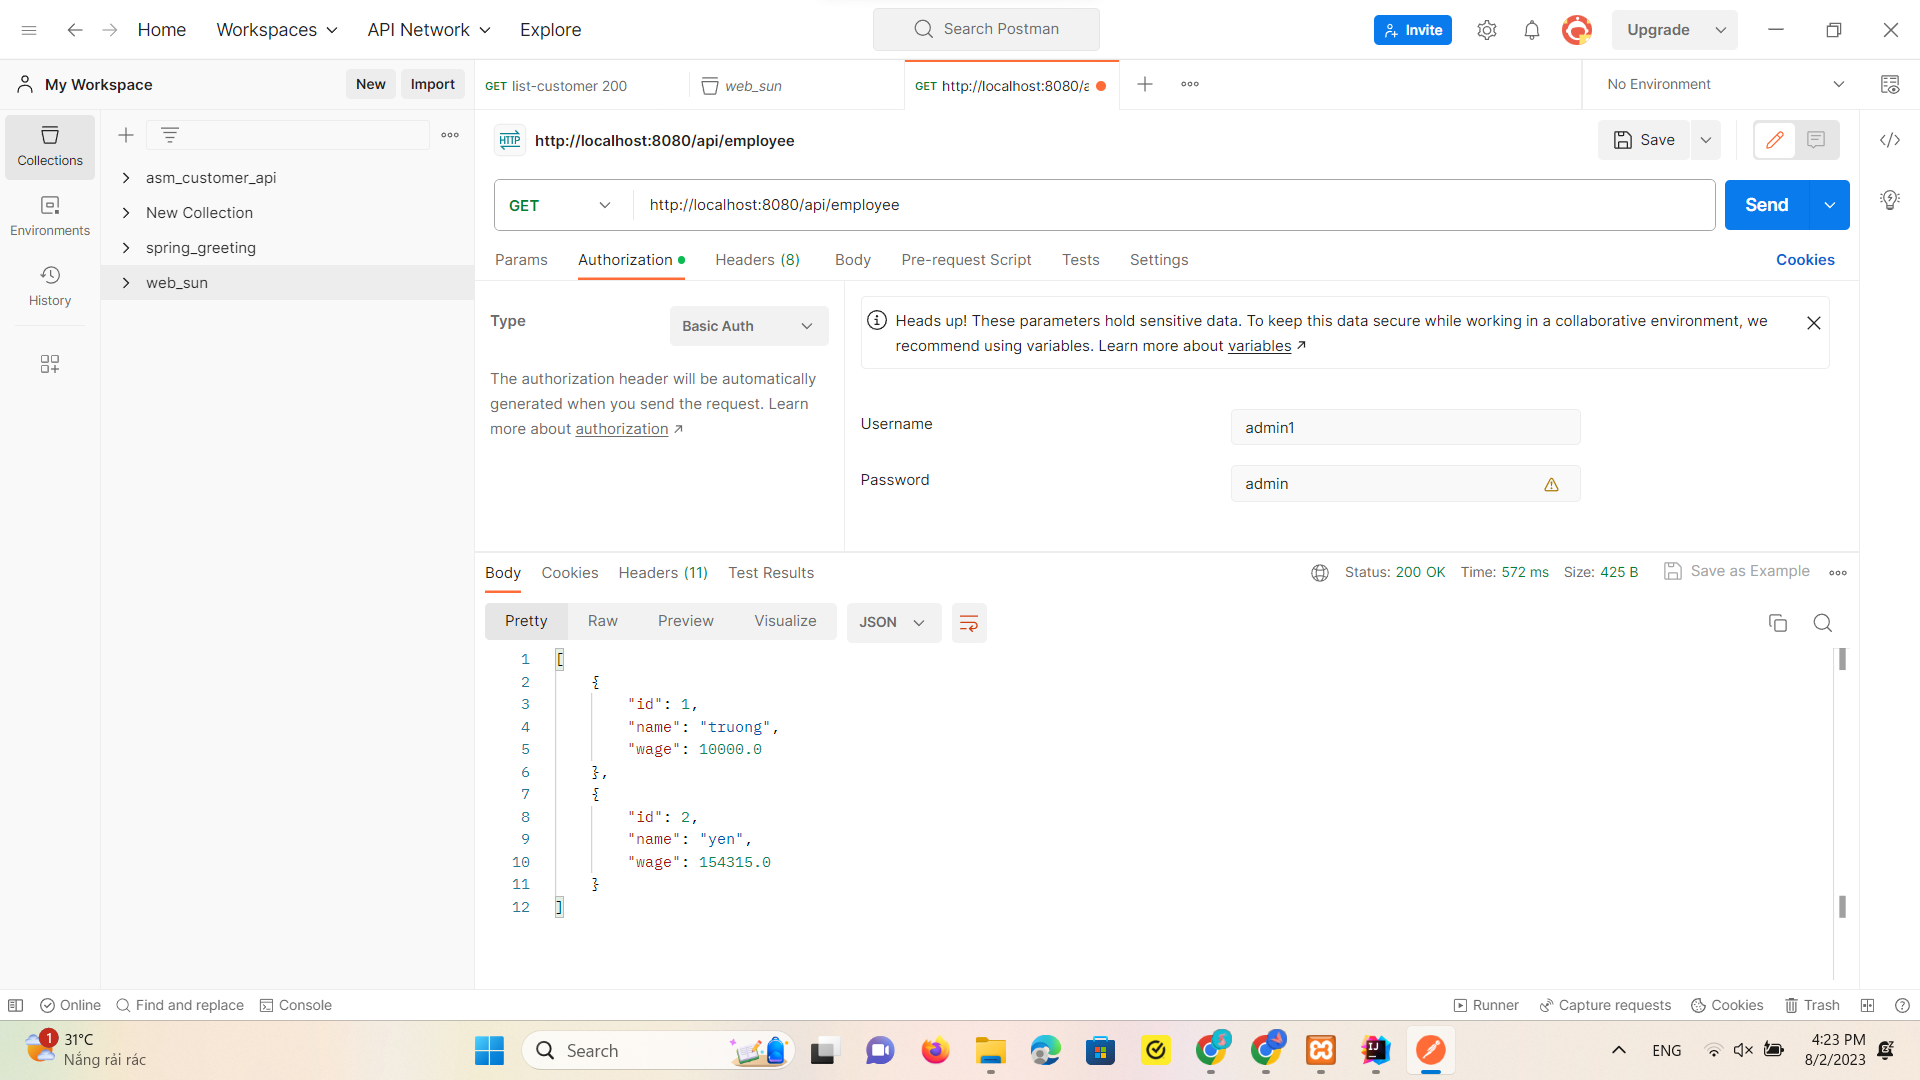 Home Workspaces API Network Explore Search Postman Invite Upgrade
My Workspace New Import GET list-customer 200 web_sun GET http://localhost:8080/a No Environment
Collections
Environments
History
asm_customer_api
New Collection
spring_greeting
web_sun
HTTP http://localhost:8080/api/employee Save
GET http://localhost:8080/api/employee Send
Params Authorization Headers (8) Body Pre-request Script Tests Settings Cookies
Type Basic Auth
The authorization header will be automatically
generated when you send the request. Learn
more about authorization ↗
Heads up! These parameters hold sensitive data. To keep this data secure while working in a collaborative environment, we
recommend using variables. Learn more about variables ↗
Username admin1
Password admin
Body Cookies Headers (11) Test Results Status: 200 OK Time: 572 ms Size: 425 B Save as Example
Pretty Raw Preview Visualize JSON
1 [
2 {
3 "id": 1,
4 "name": "truong",
5 "wage": 10000.0
6 },
7 {
8 "id": 2,
9 "name": "yen",
10 "wage": 154315.0
11 }
12 ]
Online Find and replace Console Runner Capture requests Cookies Trash
1 31°C
Nắng rải rác
Search
ENG
4:23 PM
8/2/2023